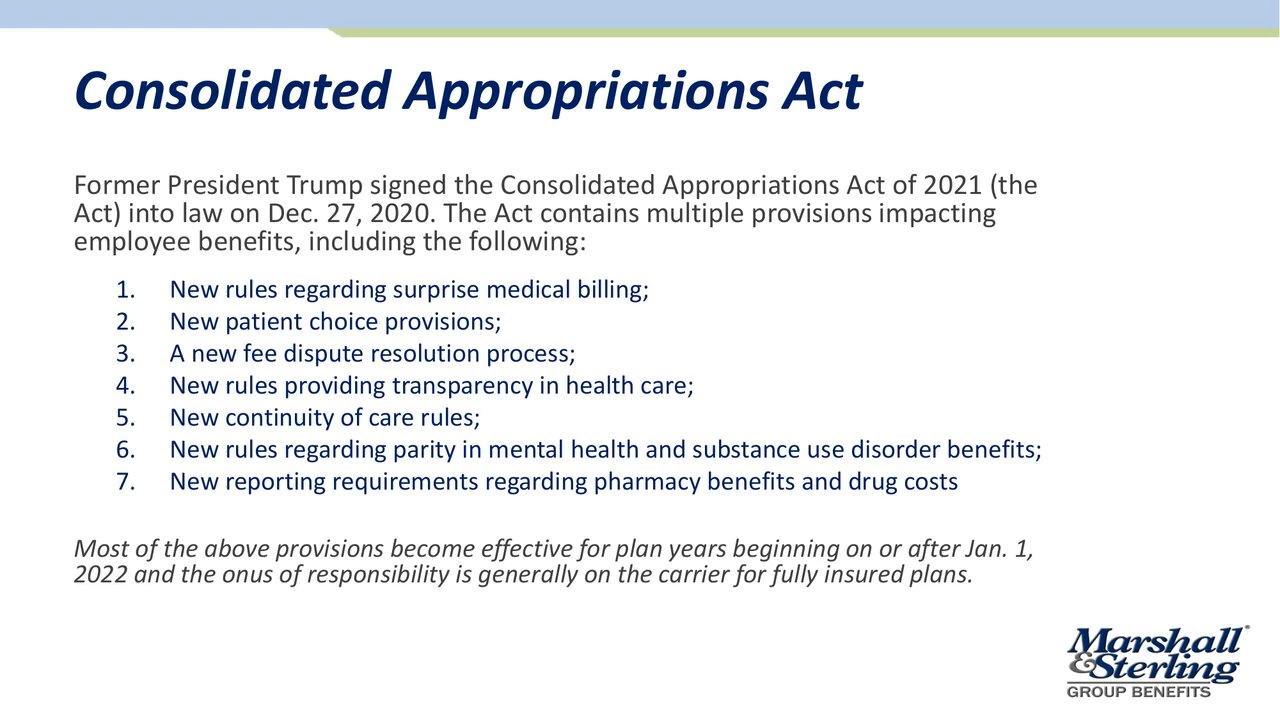 Consolidated Appropriations Act
Former President Trump signed the Consolidated Appropriations Act of 2021 (the
Act) into law on Dec. 27, 2020. The Act contains multiple provisions impacting
employee benefits, including the following:
1. New rules regarding surprise medical billing;
2. New patient choice provisions;
3. A new fee dispute resolution process;
4. New rules providing transparency in health care;
5. New continuity of care rules;
6. New rules regarding parity in mental health and substance use disorder benefits;
7. New reporting requirements regarding pharmacy benefits and drug costs
Most of the above provisions become effective for plan years beginning on or after Jan. 1,
2022 and the onus of responsibility is generally on the carrier for fully insured plans.
Marshall
&Sterling
GROUP BENEFITS